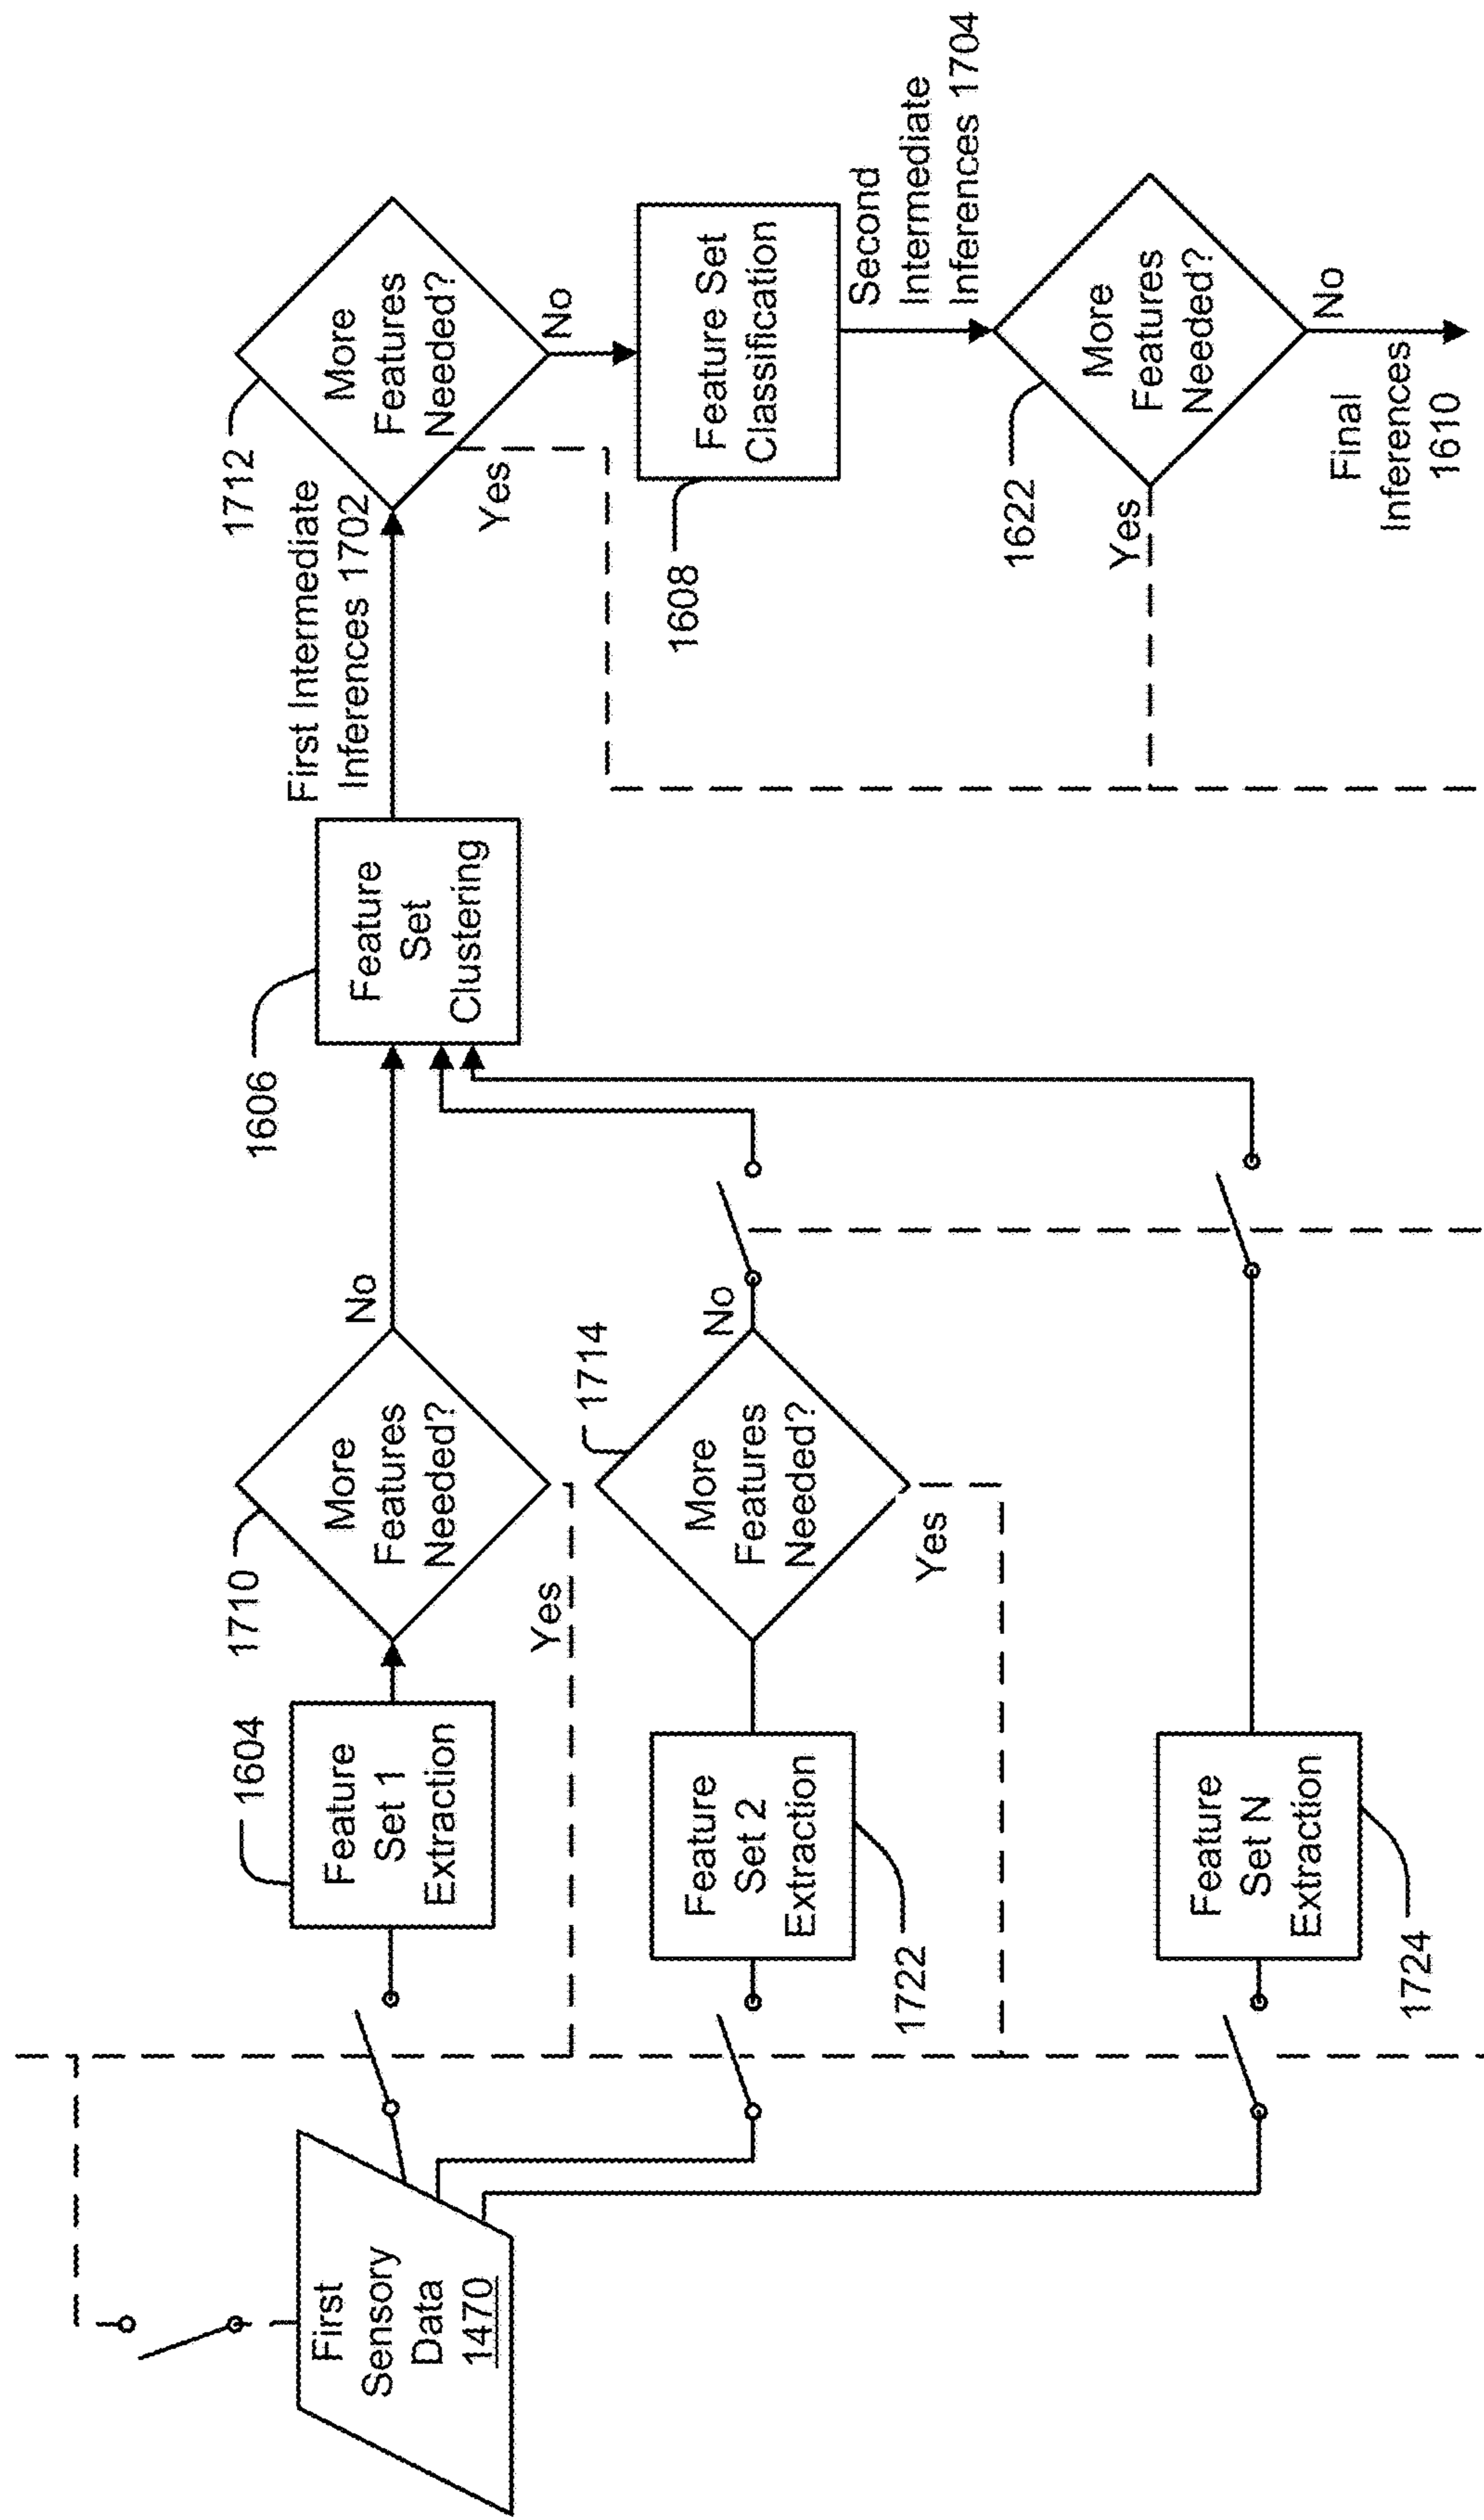 First
Sensory
Data
1470
1604
Feature
Set 1
Extraction
1710
More
Features
Needed?
No
Yes
1606
Feature
Set
Clustering
First Intermediate
Inferences 1702
1712
More
Features
Needed?
Yes
No
1608
Feature Set
Classification
Second
Intermediate
Inferences 1704
1622
More
Features
Needed?
Yes
No
Final
Inferences
1610
Feature
Set 2
Extraction
1722
1714
More
Features
Needed?
No
Yes
Feature
Set N
Extraction
1724